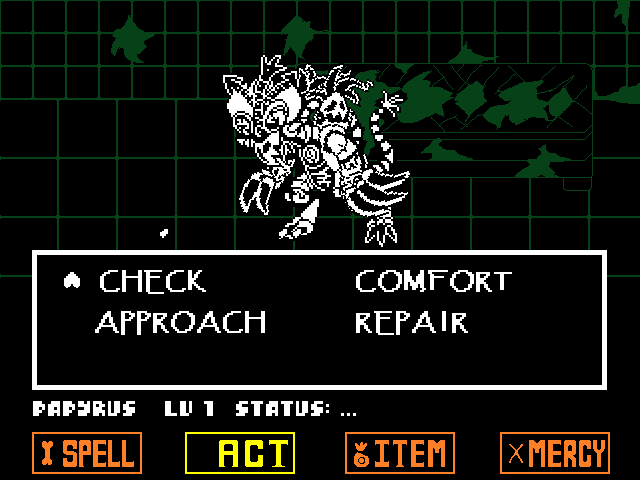 CHECK COMFORT
APPROACH REPAIR
PAPYRUS LV 1 STATUS: ...
SPELL ACT ITEM MERCY